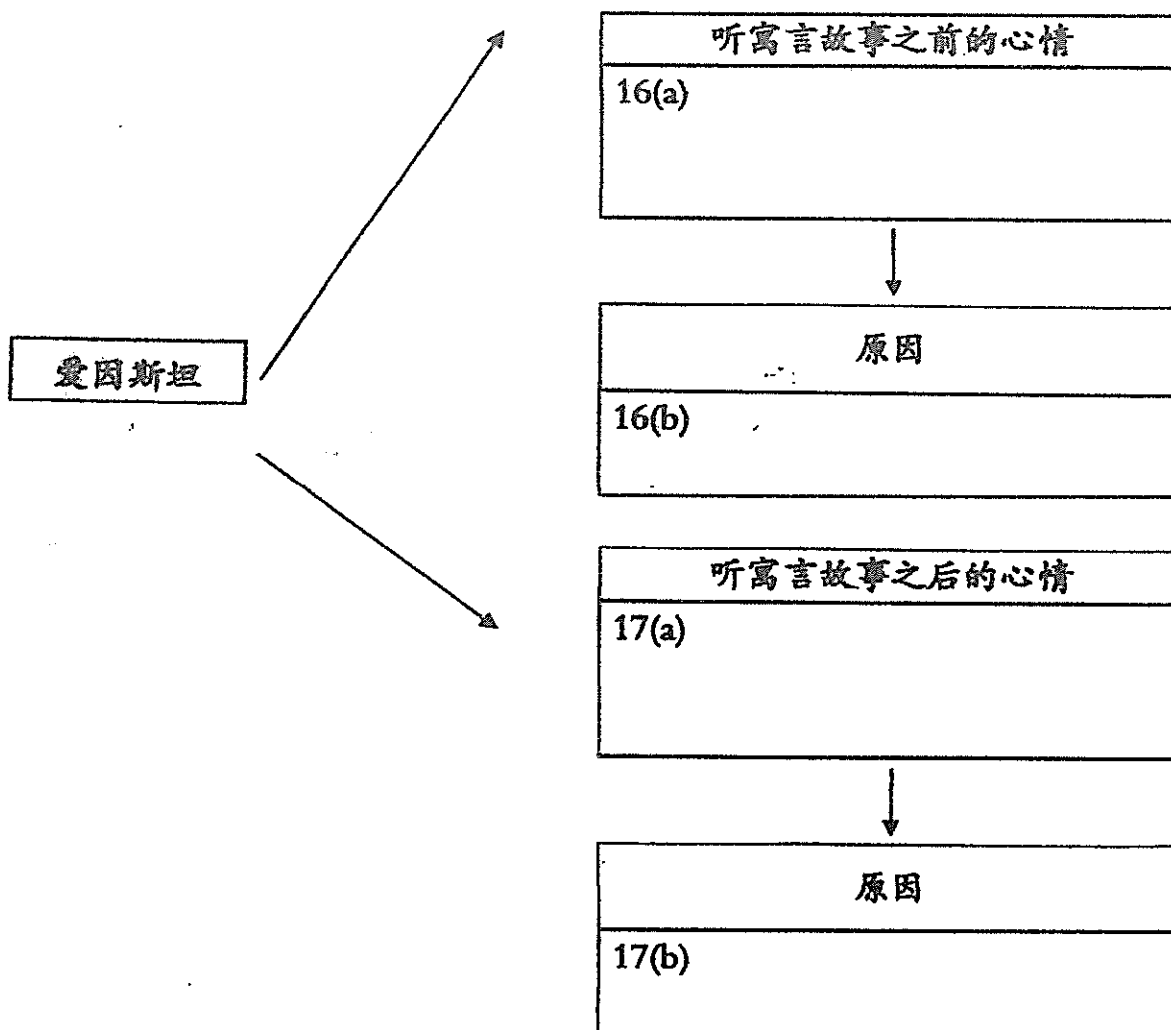 听寓言故事之前的心情
16(a)
原因
16(b)
爱因斯坦
听寓言故事之后的心情
17(a)
原因
17(b)